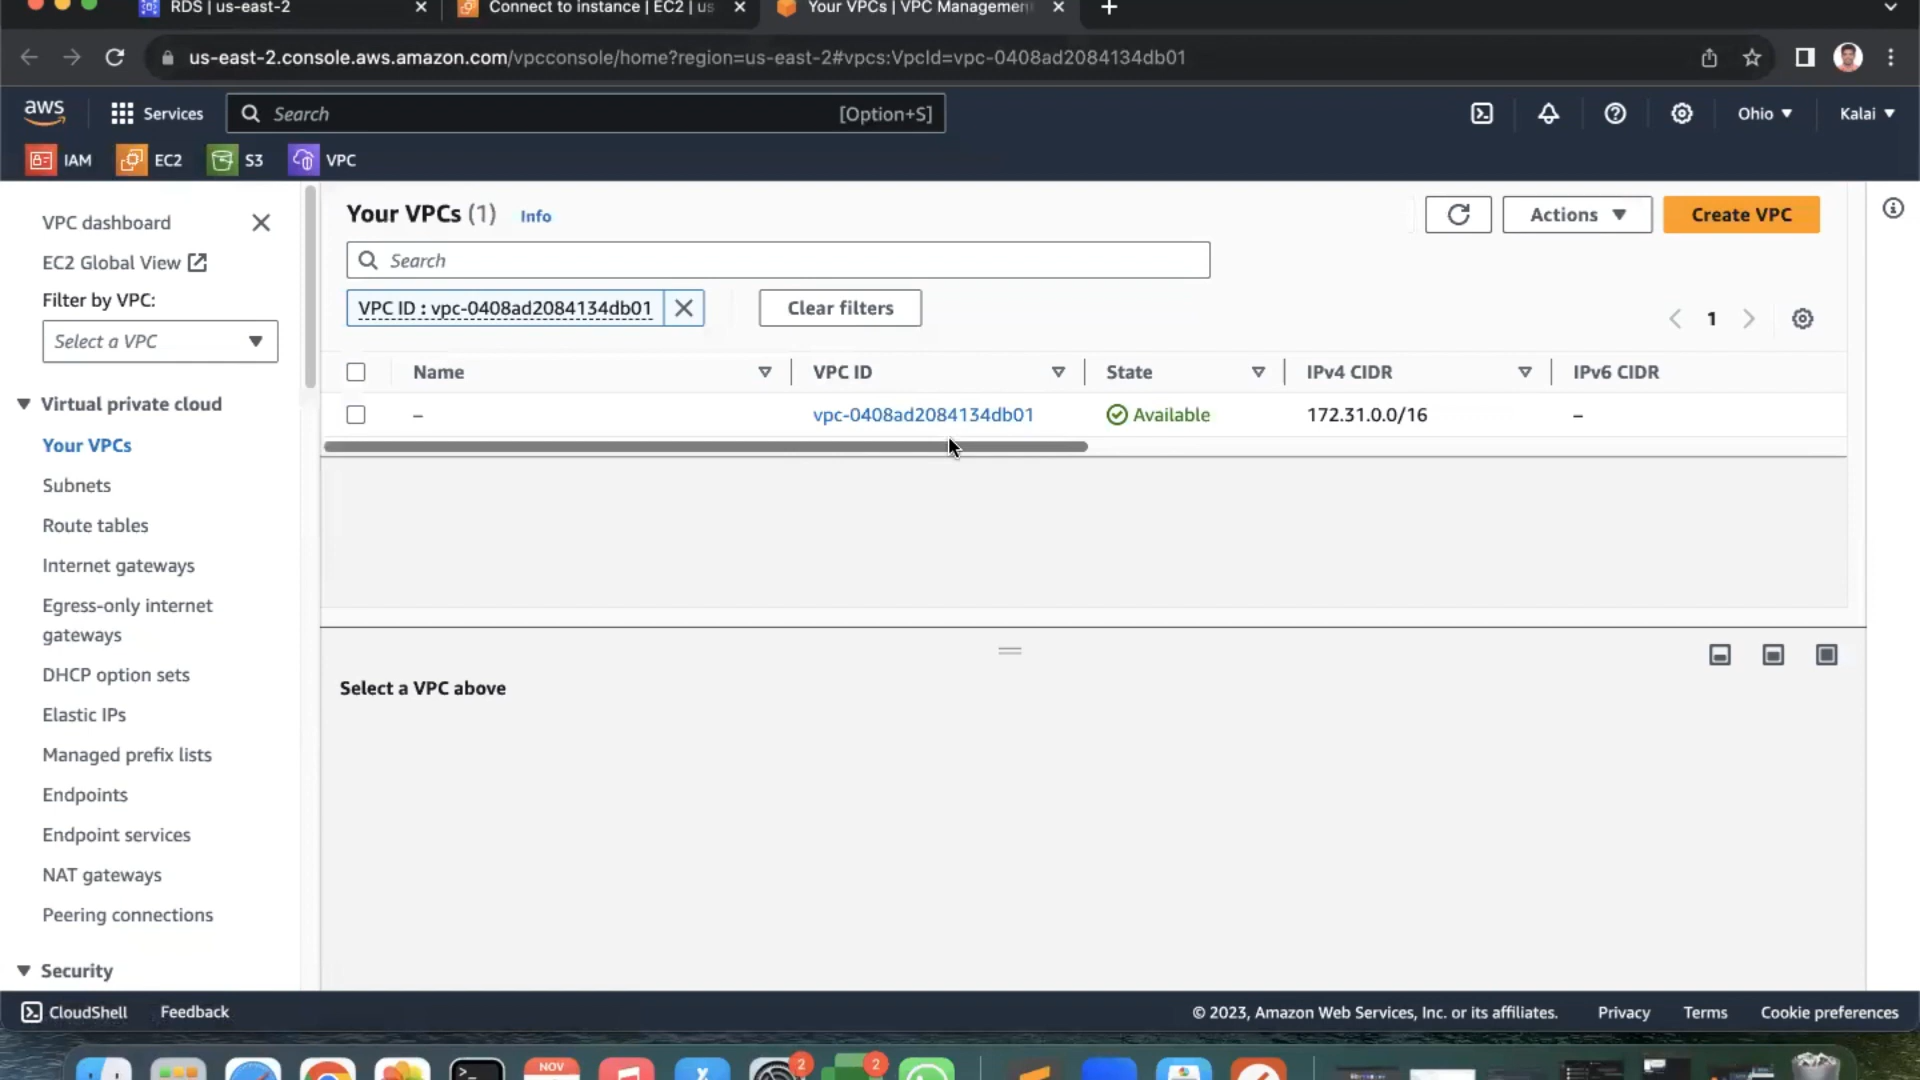 RDS | us-east-2
Connect to instance | EC2 | us
Your VPCs | VPC Managemen
us-east-2.console.aws.amazon.com/vpcconsole/home?region=us-east-2#vpcs:VpcId=vpc-0408ad2084134db01
aws
Services
Search
[Option+S]
Ohio
Kalai
IAM
EC2
S3
VPC
VPC dashboard
EC2 Global View
Filter by VPC:
Select a VPC
Virtual private cloud
Your VPCs
Subnets
Route tables
Internet gateways
Egress-only internet
gateways
DHCP option sets
Elastic IPs
Managed prefix lists
Endpoints
Endpoint services
NAT gateways
Peering connections
Security
Your VPCs (1) Info
Actions
Create VPC
Search
VPC ID : vpc-0408ad2084134db01
Clear filters
1
Name VPC ID State IPv4 CIDR IPv6 CIDR
– vpc-0408ad2084134db01 Available 172.31.0.0/16 –
Select a VPC above
CloudShell
Feedback
© 2023, Amazon Web Services, Inc. or its affiliates.
Privacy
Terms
Cookie preferences
NOV
2
2